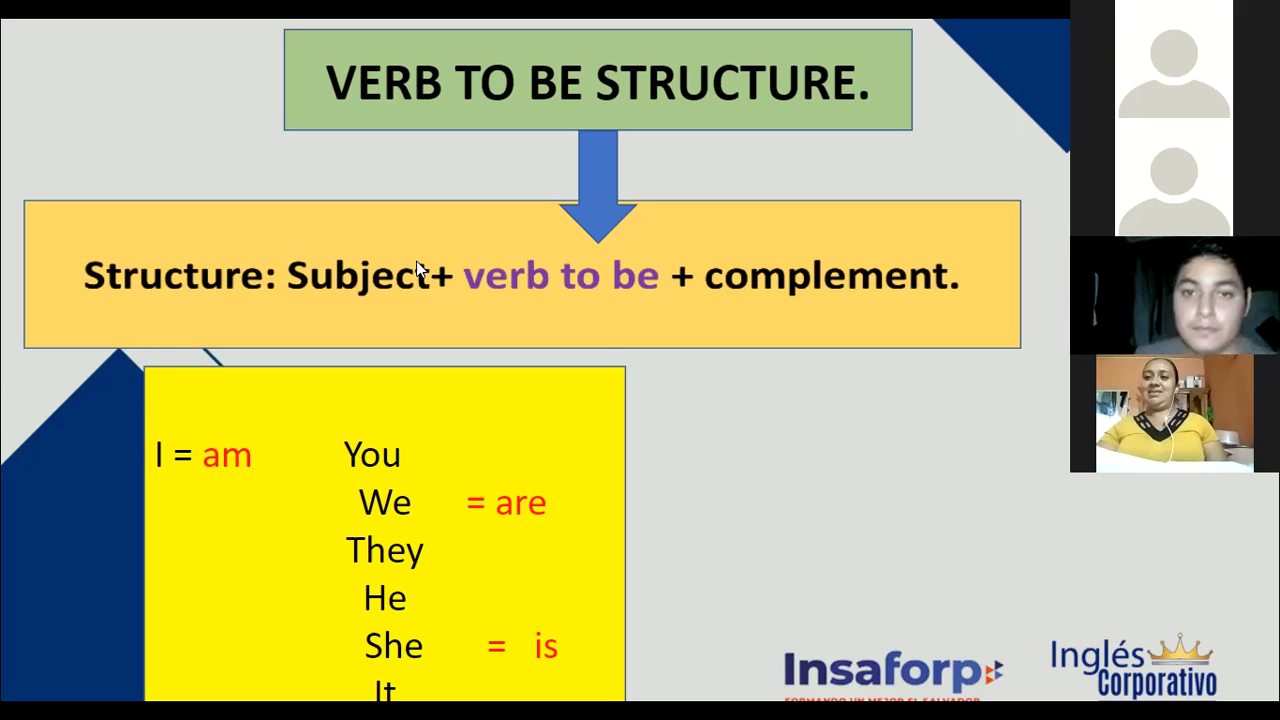 VERB TO BE STRUCTURE.
Structure: Subject+ verb to be + complement.
I = am You
We = are
They
He
She = is
It
Insaforp
FORMANDO UN MEJOR EL SALVADOR
Inglés
Corporativo